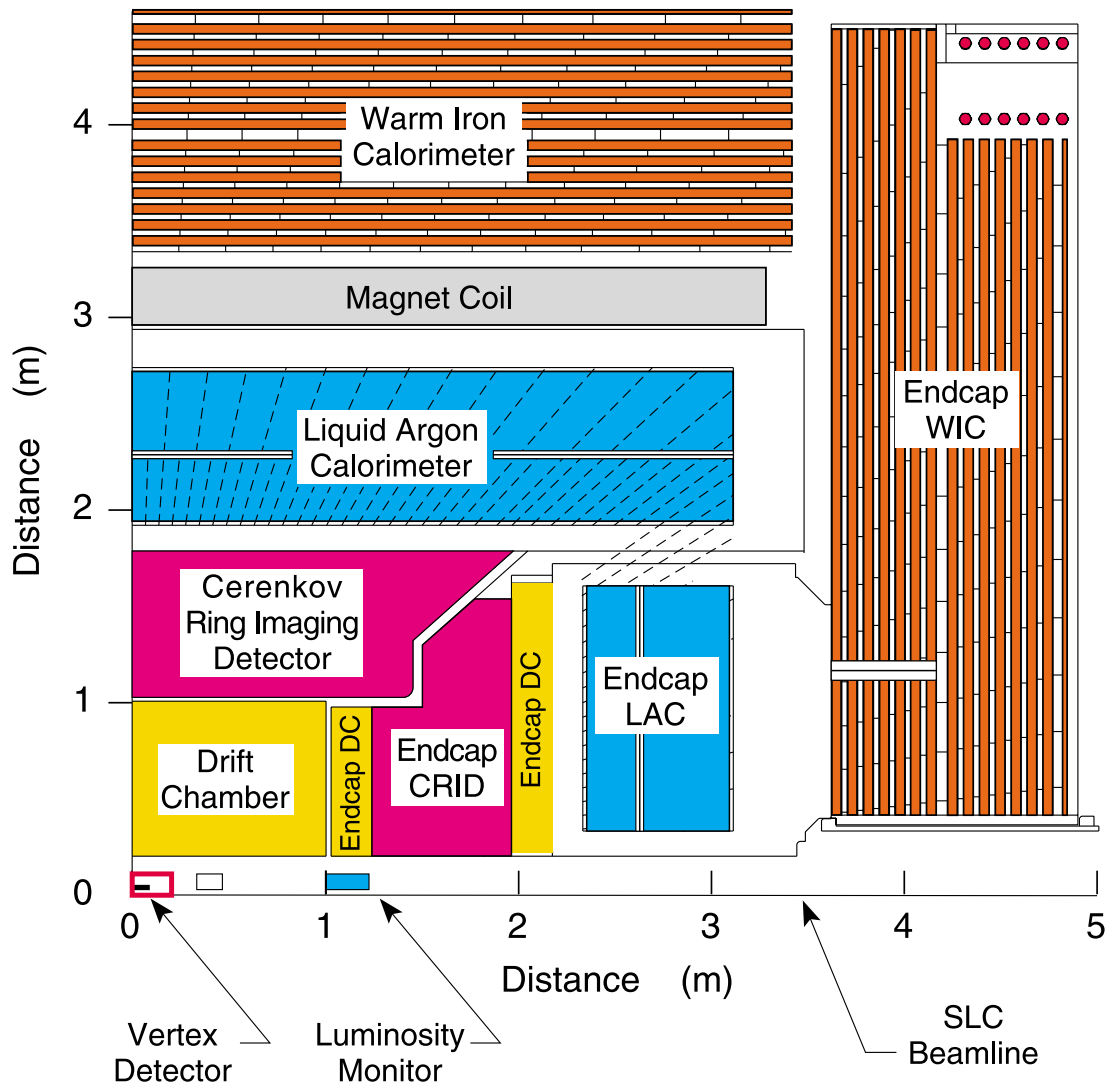 Warm Iron
Calorimeter
4
Magnet Coil
3
Distance (m)
Liquid Argon
Calorimeter
Endcap
WIC
2
Cerenkov
Ring Imaging
Detector
Endcap DC
Endcap
LAC
1
Drift
Chamber
Endcap DC
Endcap
CRID
0
0
1
2
3
4
5
Distance (m)
Vertex
Detector
Luminosity
Monitor
SLC
Beamline